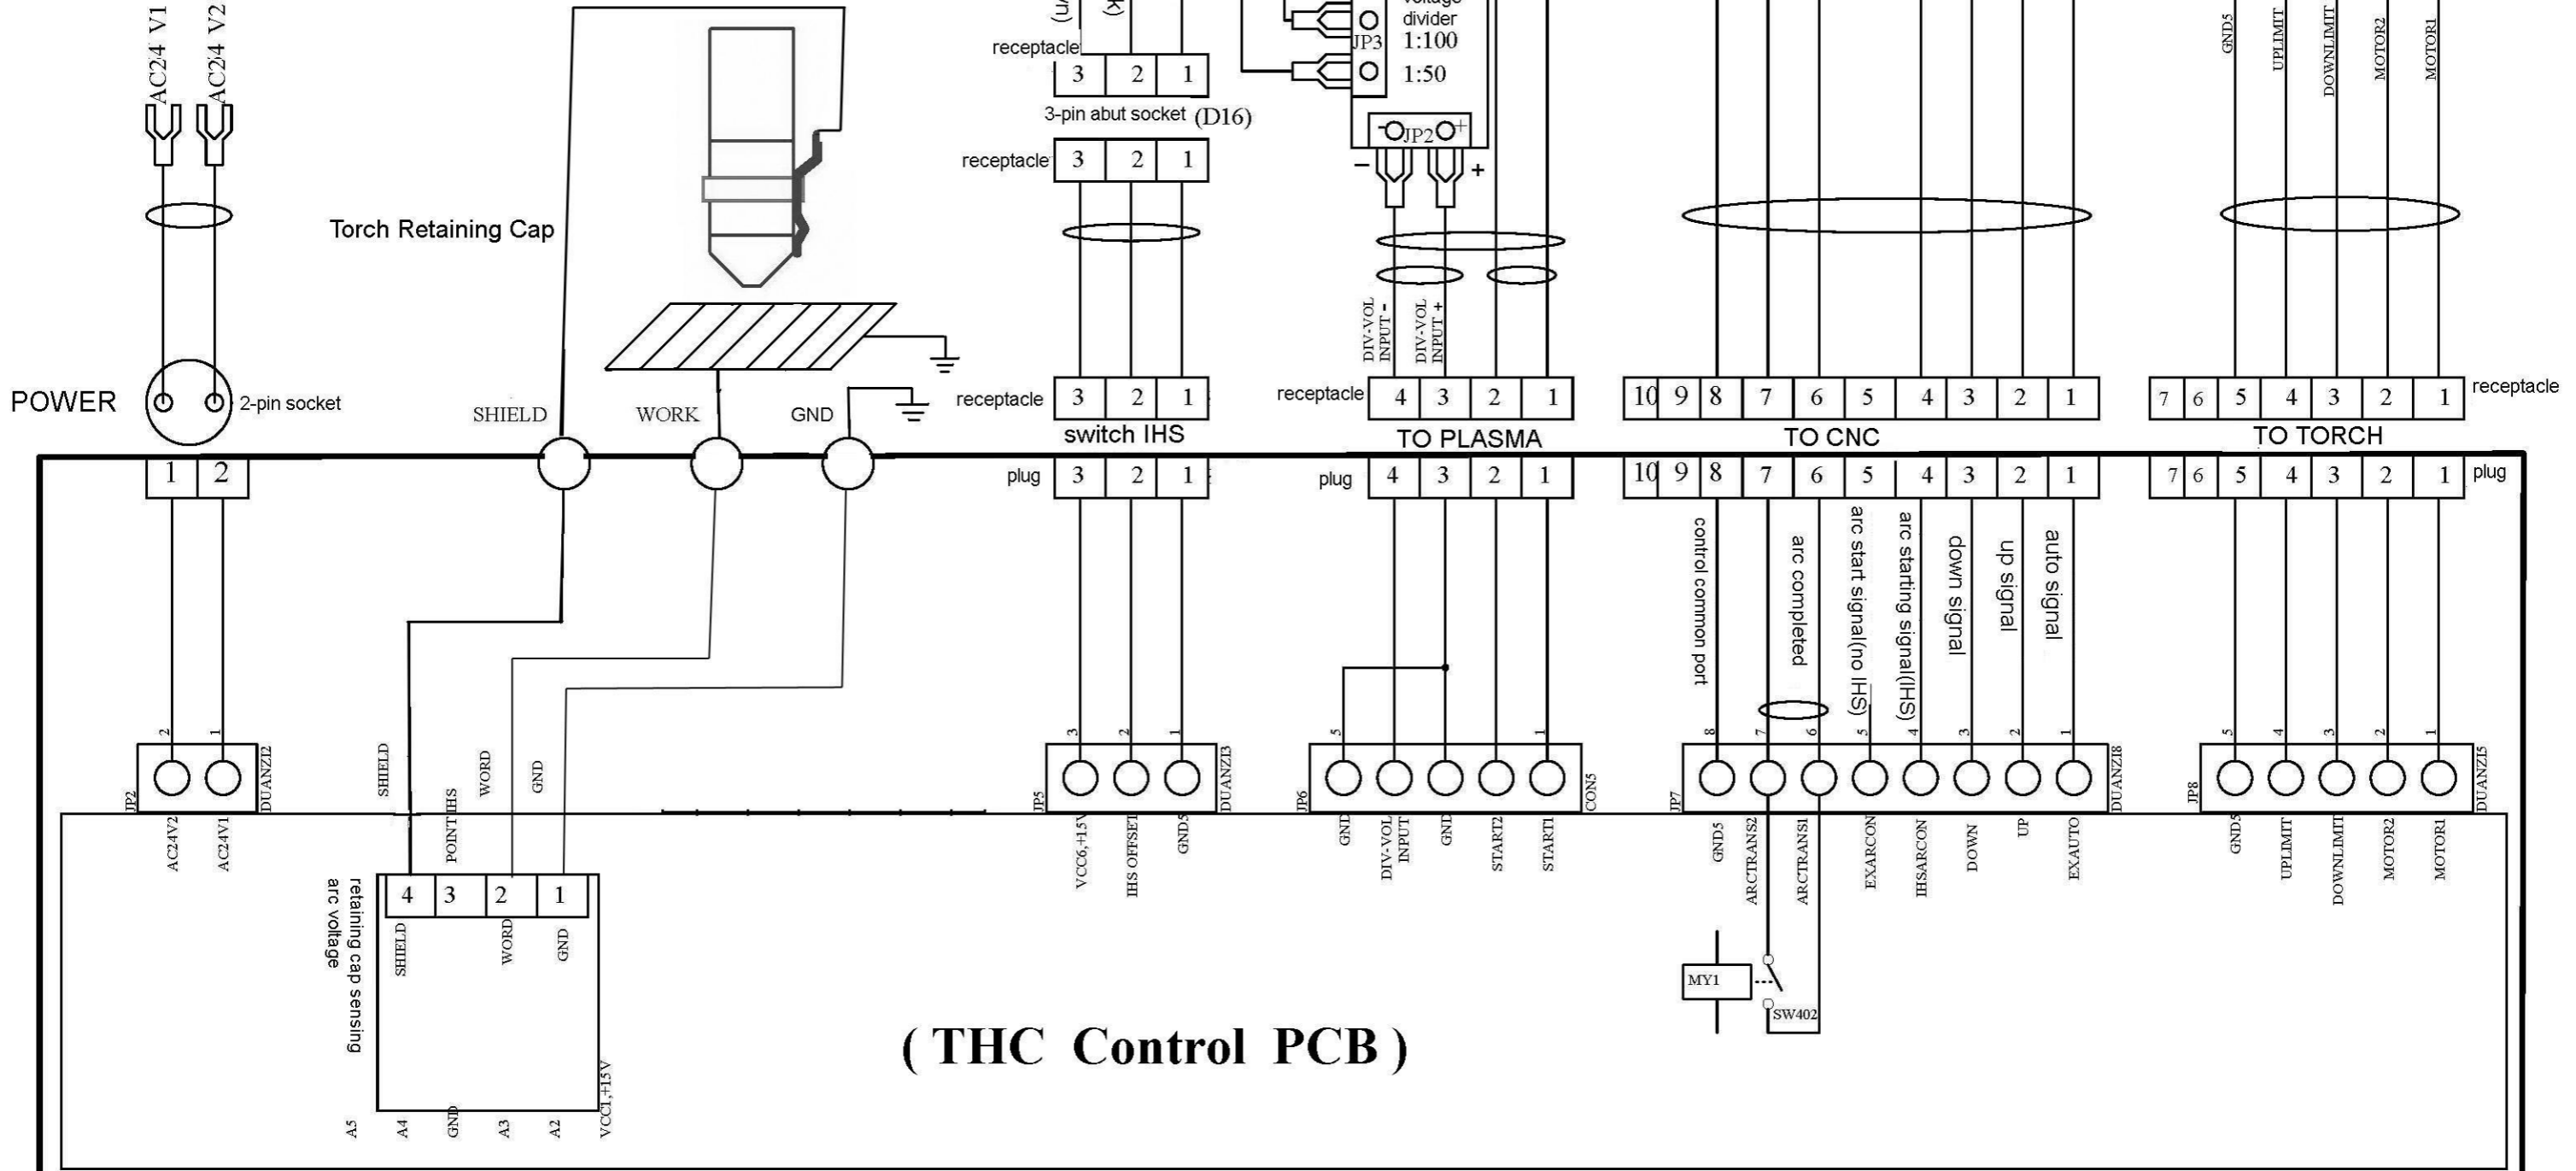 AC24 V1
AC24 V2
receptacle
3 2 1
3-pin abut socket (D16)
receptacle
3 2 1
divider
JP3
1:100
1:50
- JP2 +
− +
GND5
UPLIMIT
DOWNLIMIT
MOTOR2
MOTOR1
Torch Retaining Cap
DIV-VOL
INPUT -
DIV-VOL
INPUT +
POWER
2-pin socket
SHIELD
WORK
GND
receptacle
3 2 1
receptacle
4 3 2 1
10 9 8 7 6 5 4 3 2 1
7 6 5 4 3 2 1
receptacle
switch IHS
TO PLASMA
TO CNC
TO TORCH
1 2
plug
3 2 1
plug
4 3 2 1
10 9 8 7 6 5 4 3 2 1
7 6 5 4 3 2 1
plug
control common port
arc completed
arc start signal(no IHS)
arc starting signal(IHS)
down signal
up signal
auto signal
2 1
JP2
DUANZI2
SHIELD
POINT IHS
WORD
GND
3 2 1
JP5
DUANZI3
5 1
JP6
CON5
8 7 6 5 4 3 2 1
JP7
DUANZI8
5 4 3 2 1
JP8
DUANZI5
AC24V2
AC24V1
VCC6,+15V
IHS OFFSET
GND5
GND
DIV-VOL
INPUT
GND
START2
START1
GND5
ARCTRANS2
ARCTRANS1
EXARCON
IHSARCON
DOWN
UP
EXAUTO
GND5
UPLIMIT
DOWNLIMIT
MOTOR2
MOTOR1
retaining cap sensing
arc voltage
4 3 2 1
SHIELD
WORD
GND
MY1
SW402
( THC Control PCB )
A5
A4
GND
A3
A2
VCC1,+15V